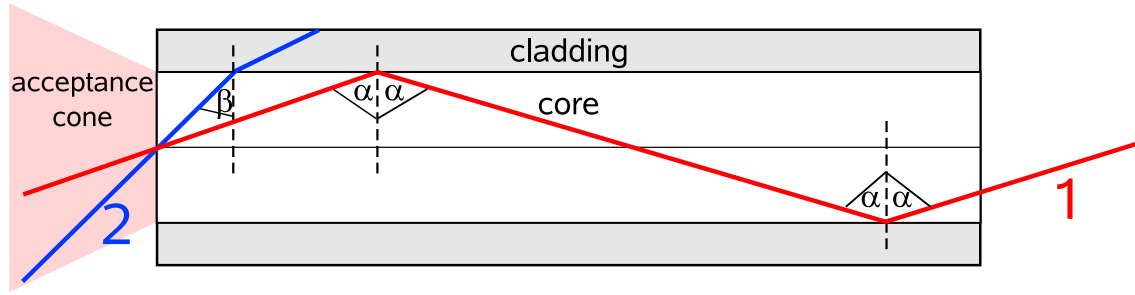 cladding
acceptance
cone
β
α α
core
α α
1
2